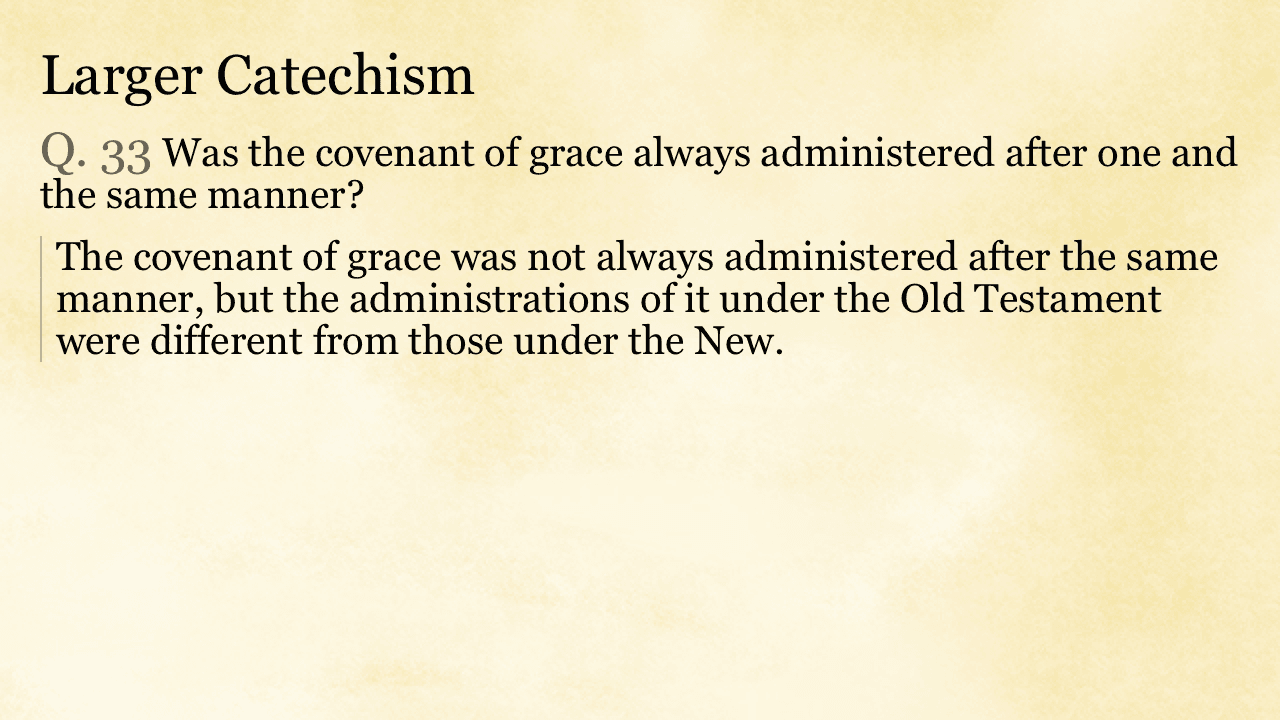 Larger Catechism
Q. 33 Was the covenant of grace always administered after one and
the same manner?
The covenant of grace was not always administered after the same
manner, but the administrations of it under the Old Testament
were different from those under the New.